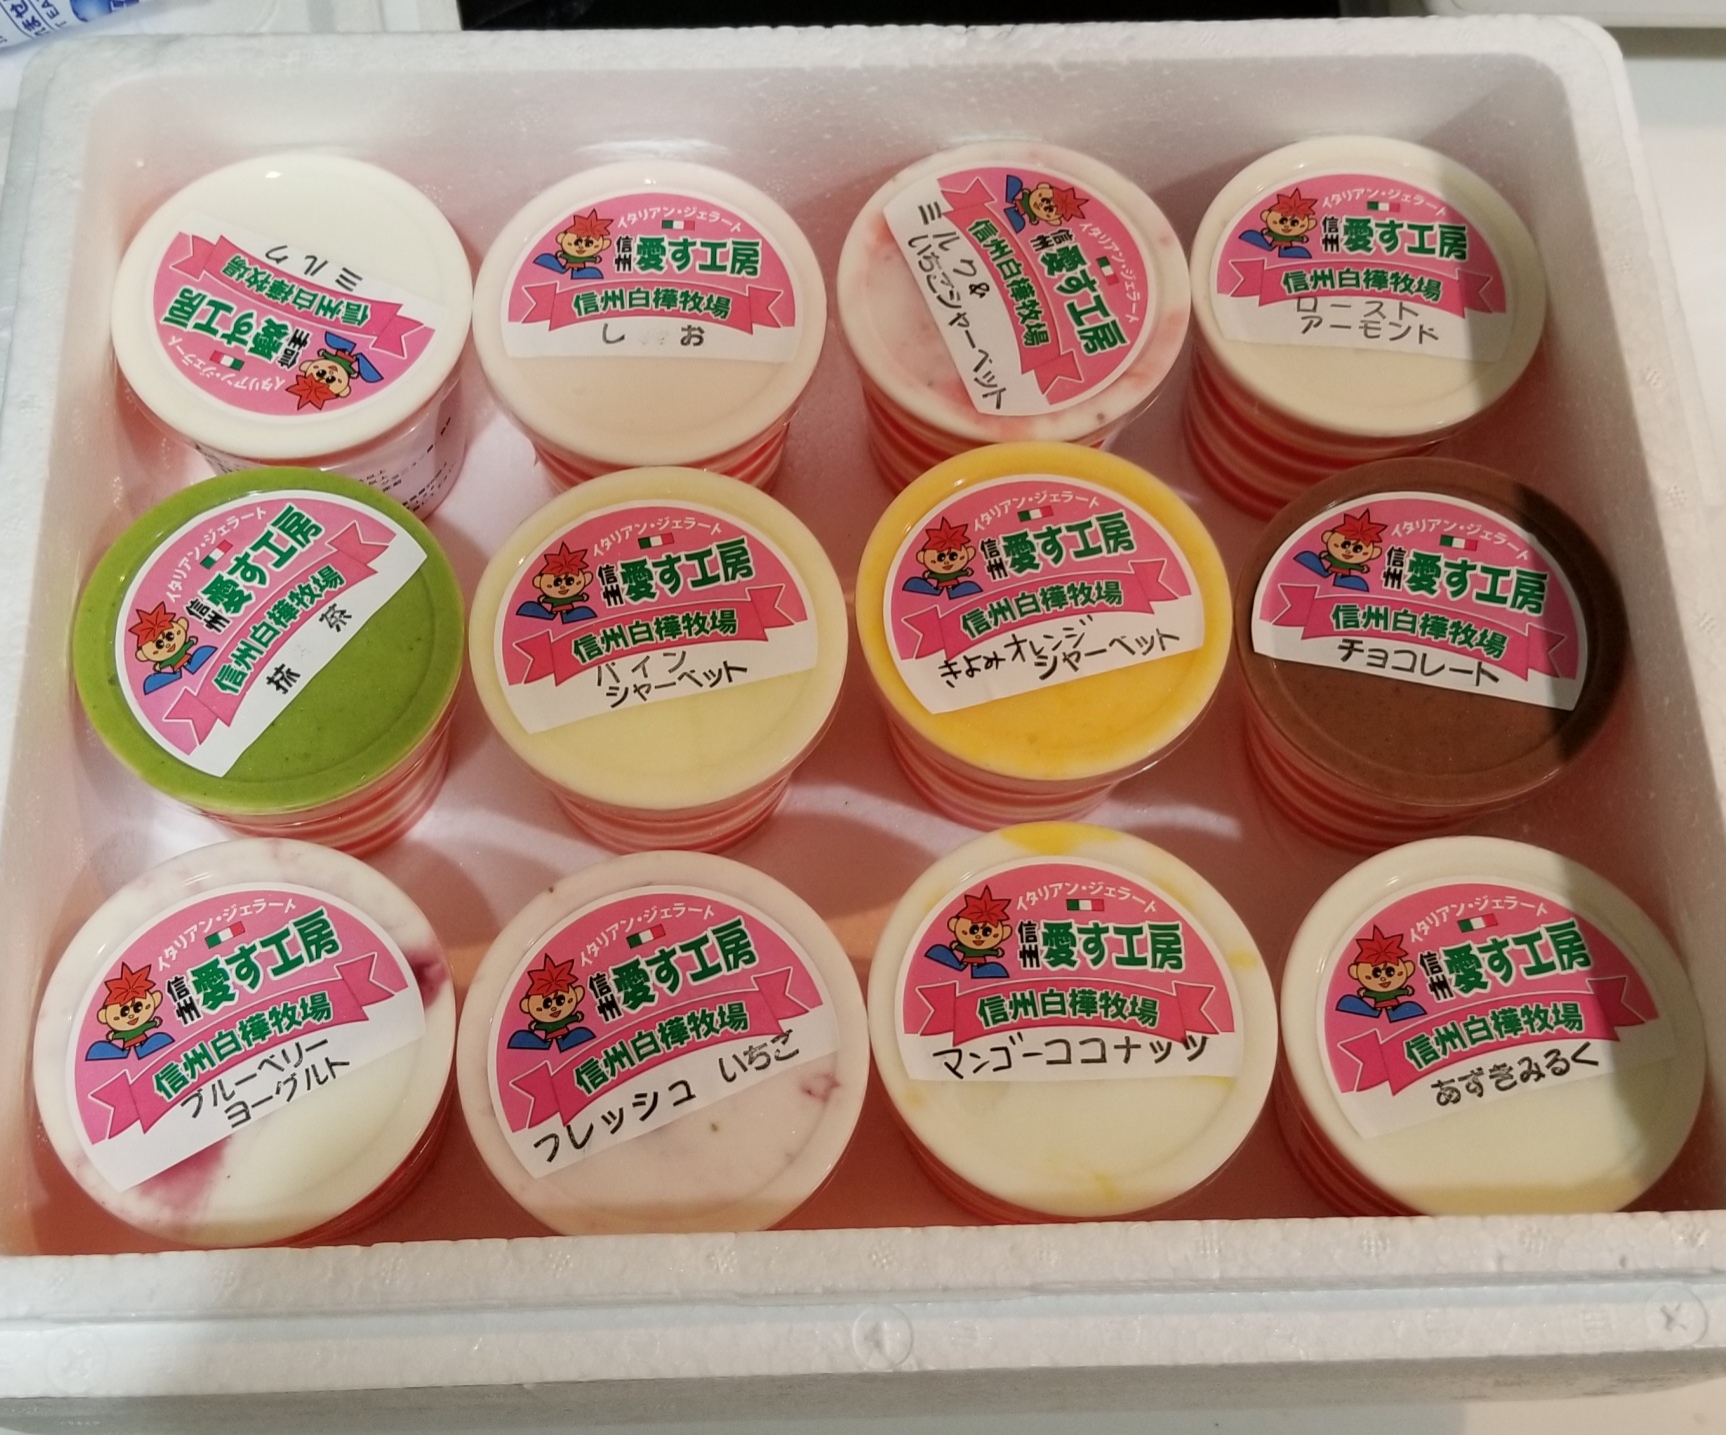 ません
イタリアン・ジェラート
信州 愛す工房
信州白樺牧場
ミルク
イタリアン・ジェラート
信州 愛す工房
信州白樺牧場
し お
イタリアン・ジェラート
信州 愛す工房
信州白樺牧場
ミルク&
いちごシャーベット
イタリアン・ジェラート
信州 愛す工房
信州白樺牧場
ロースト
アーモンド
イタリアン・ジェラート
信州 愛す工房
信州白樺牧場
抹 茶
イタリアン・ジェラート
信州 愛す工房
信州白樺牧場
パイン
シャーベット
イタリアン・ジェラート
信州 愛す工房
信州白樺牧場
きよみオレンジ
シャーベット
イタリアン・ジェラート
信州 愛す工房
信州白樺牧場
チョコレート
イタリアン・ジェラート
信州 愛す工房
信州白樺牧場
ブルーベリー
ヨーグルト
イタリアン・ジェラート
信州 愛す工房
信州白樺牧場
フレッシュ いちご
イタリアン・ジェラート
信州 愛す工房
信州白樺牧場
マンゴーココナッツ
イタリアン・ジェラート
信州 愛す工房
信州白樺牧場
あずきみるく